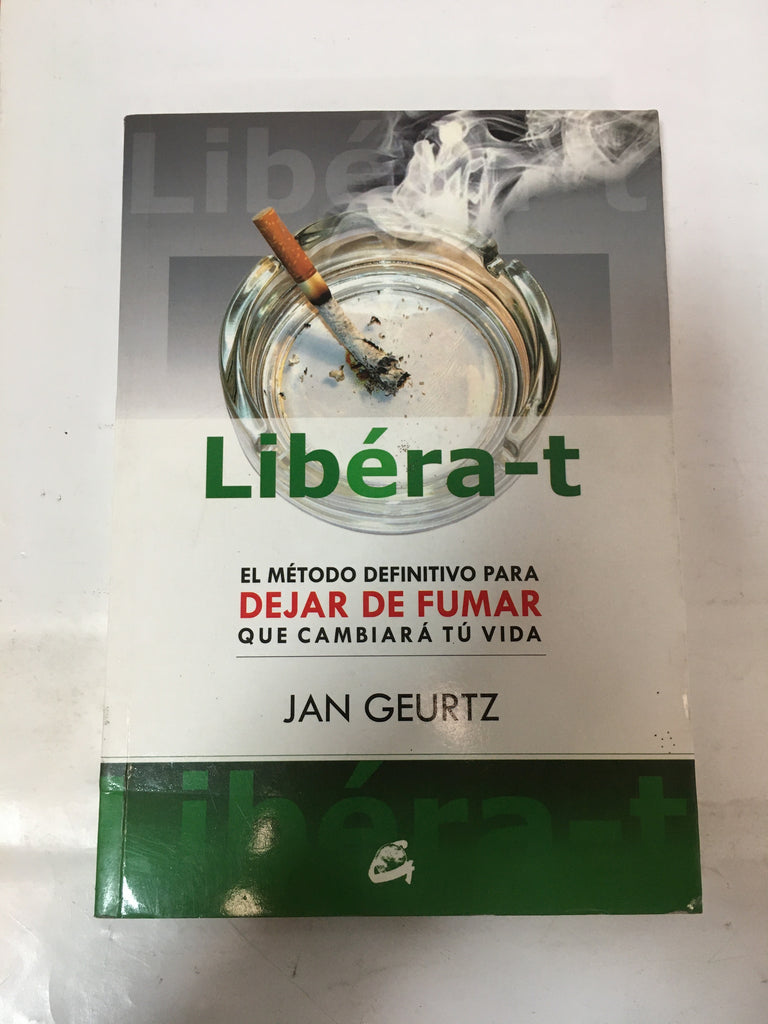 Libéra-t
Libéra-t
EL MÉTODO DEFINITIVO PARA
DEJAR DE FUMAR
QUE CAMBIARÁ TÚ VIDA
JAN GEURTZ
Libéra-t